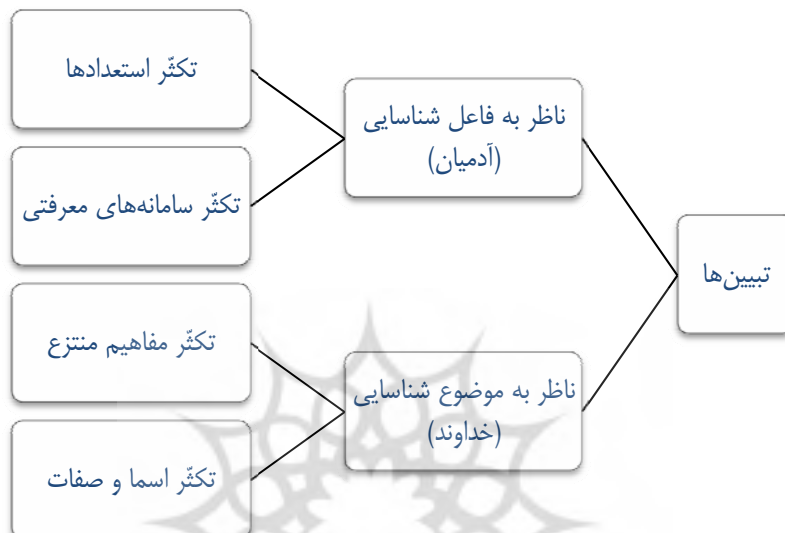 تبیین‌ها
ناظر به فاعل شناسایی
(آدمیان)
تکثّر استعدادها
تکثّر سامانه‌های معرفتی
ناظر به موضوع شناسایی
(خداوند)
تکثّر مفاهیم منتزع
تکثّر اسما و صفات